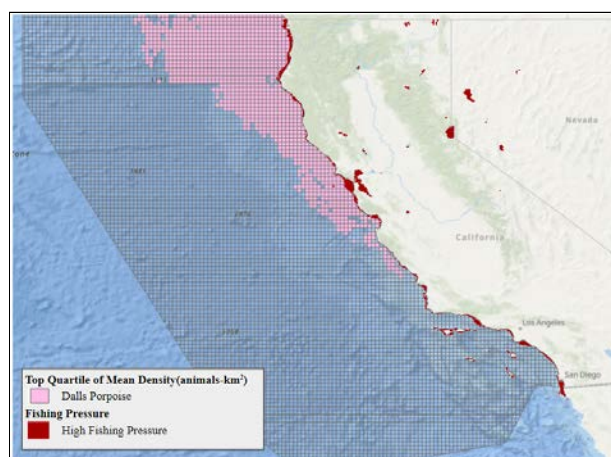 Nevada
California
Los Angeles
San Diego
Top Quartile of Mean Density(animals-km²)
Dalls Porpoise
Fishing Pressure
High Fishing Pressure